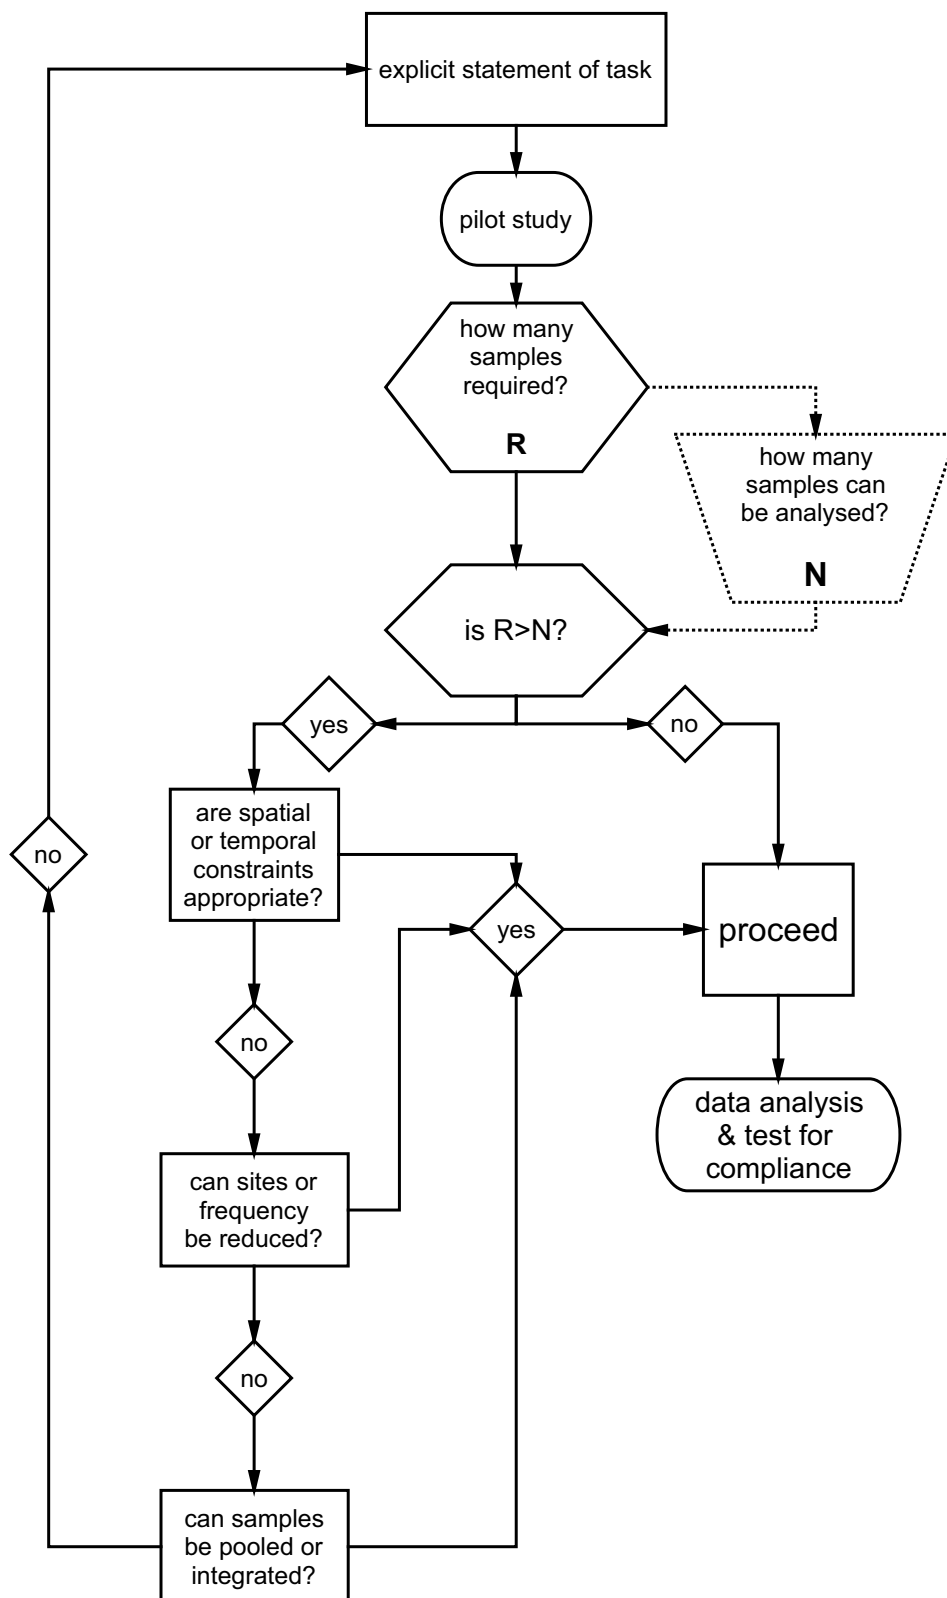 explicit statement of task
pilot study
how many
samples
required?
R
how many
samples can
be analysed?
N
is R>N?
yes
no
are spatial
or temporal
constraints
appropriate?
no
yes
proceed
no
data analysis
& test for
compliance
can sites or
frequency
be reduced?
no
can samples
be pooled or
integrated?